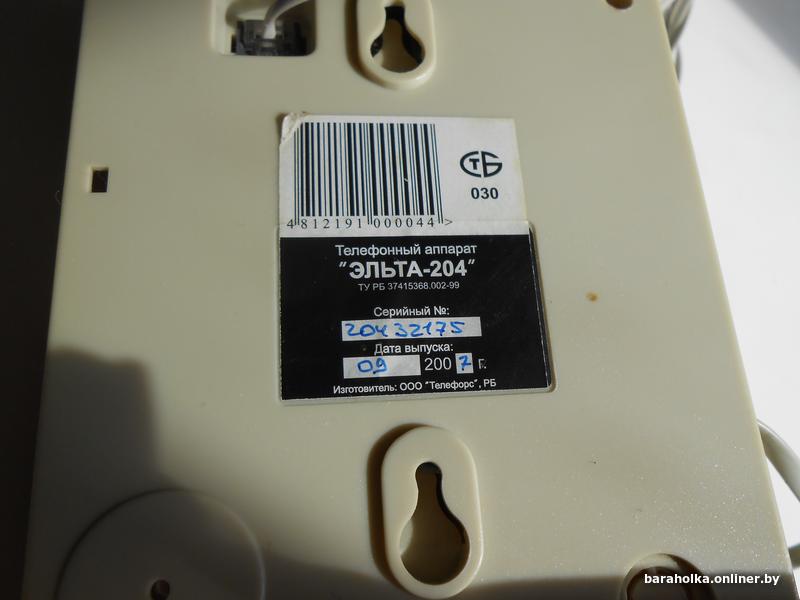 СТБ
030
4 812191 000044 >
Телефонный аппарат
"ЭЛЬТА-204"
ТУ РБ 37415368.002-99
Серийный №:
20432175
Дата выпуска:
09 2007 г.
Изготовитель: ООО "Телефорс", РБ
baraholka.onliner.by